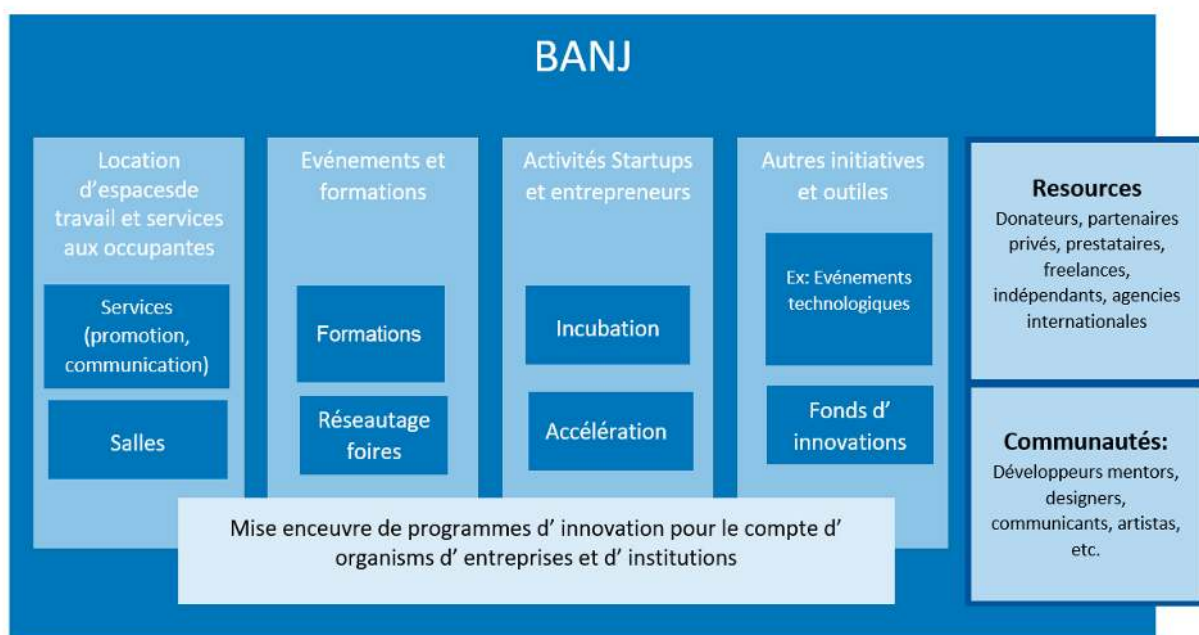 BANJ
Location
d'espacesde
travail et services
aux occupantes
Services
(promotion,
communication)
Salles
Evénements et
formations
Formations
Réseautage
foires
Activités Startups
et entrepreneurs
Incubation
Accélération
Autres initiatives
et outiles
Ex: Evénements
technologiques
Fonds d'
innovations
Mise enceuvre de programmes d' innovation pour le compte d'
organisms d' entreprises et d' institutions
Resources
Donateurs, partenaires
privés, prestataires,
freelances,
indépendants, agencies
internationales
Communautés:
Développeurs mentors,
designers,
communicants, artistas,
etc.